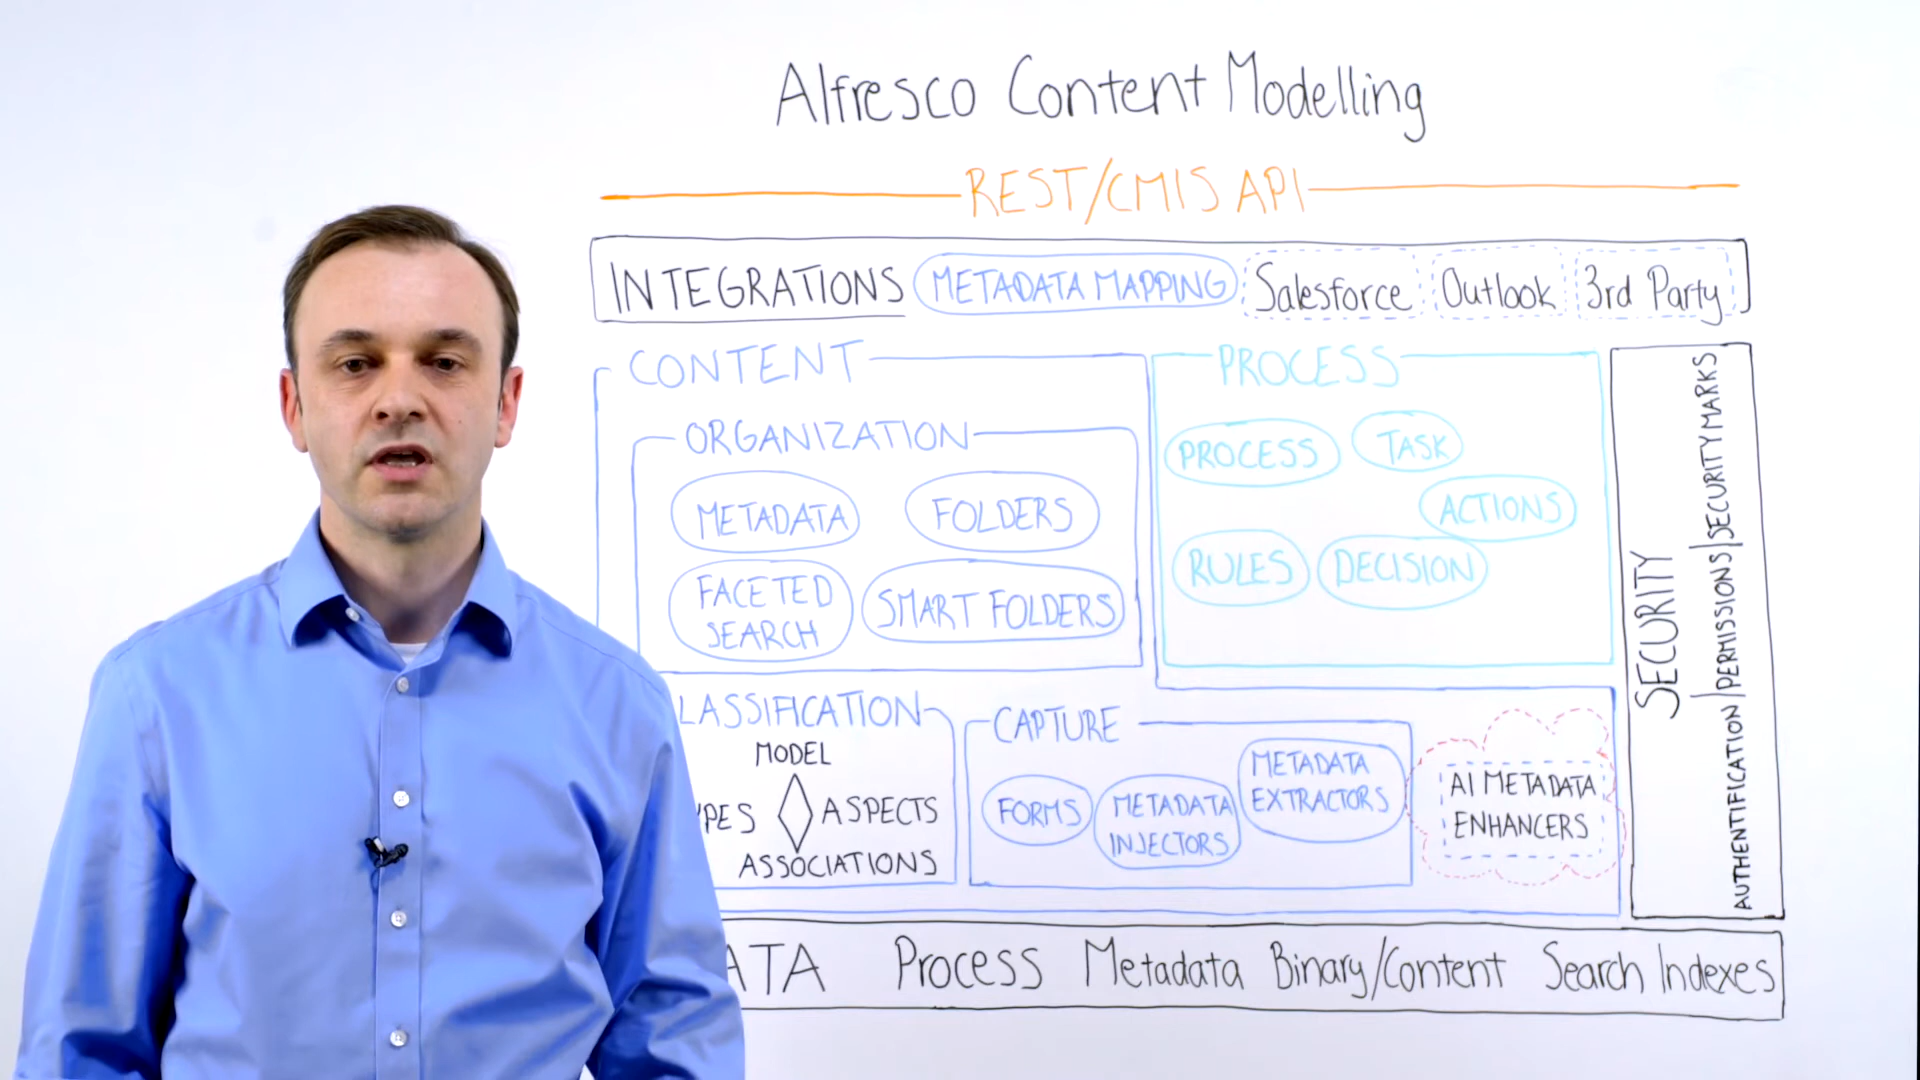 Alfresco Content Modelling
REST/CMIS API
INTEGRATIONS METADATA MAPPING Salesforce Outlook 3rd Party
CONTENT
ORGANIZATION
METADATA FOLDERS
FACETED
SEARCH
SMART FOLDERS
PROCESS
PROCESS TASK
ACTIONS
RULES DECISION
LASSIFICATION
MODEL
YPES ASPECTS
ASSOCIATIONS
CAPTURE
FORMS
METADATA
INJECTORS
METADATA
EXTRACTORS
AI METADATA
ENHANCERS
SECURITY
AUTHENTIFICATION|PERMISSIONS|SECURITY MARKS
ATA Process Metadata Binary/Content Search Indexes